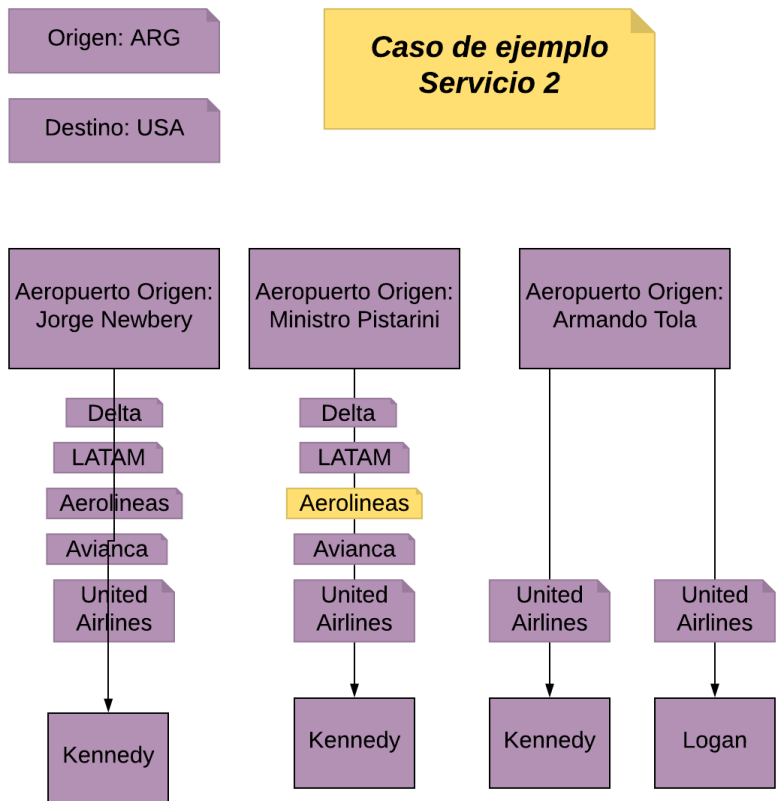 Origen: ARG
Caso de ejemplo
Servicio 2
Destino: USA
Aeropuerto Origen:
Jorge Newbery
Aeropuerto Origen:
Ministro Pistarini
Aeropuerto Origen:
Armando Tola
Delta
LATAM
Aerolineas
Avianca
United
Airlines
Kennedy
Delta
LATAM
Aerolineas
Avianca
United
Airlines
Kennedy
United
Airlines
Kennedy
United
Airlines
Logan